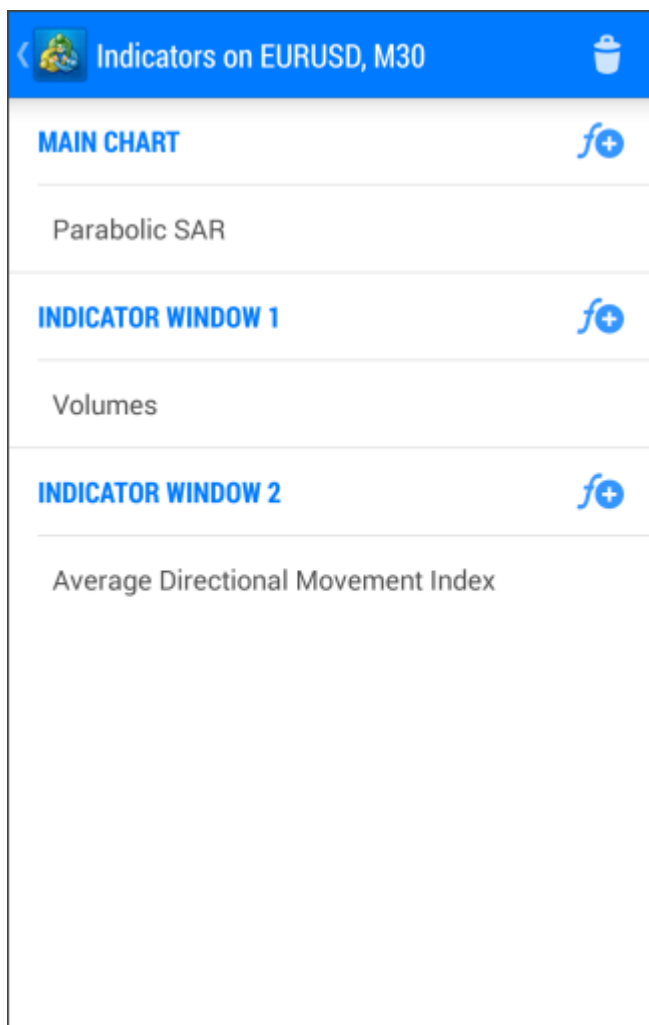 Indicators on EURUSD, M30
MAIN CHART
Parabolic SAR
INDICATOR WINDOW 1
Volumes
INDICATOR WINDOW 2
Average Directional Movement Index